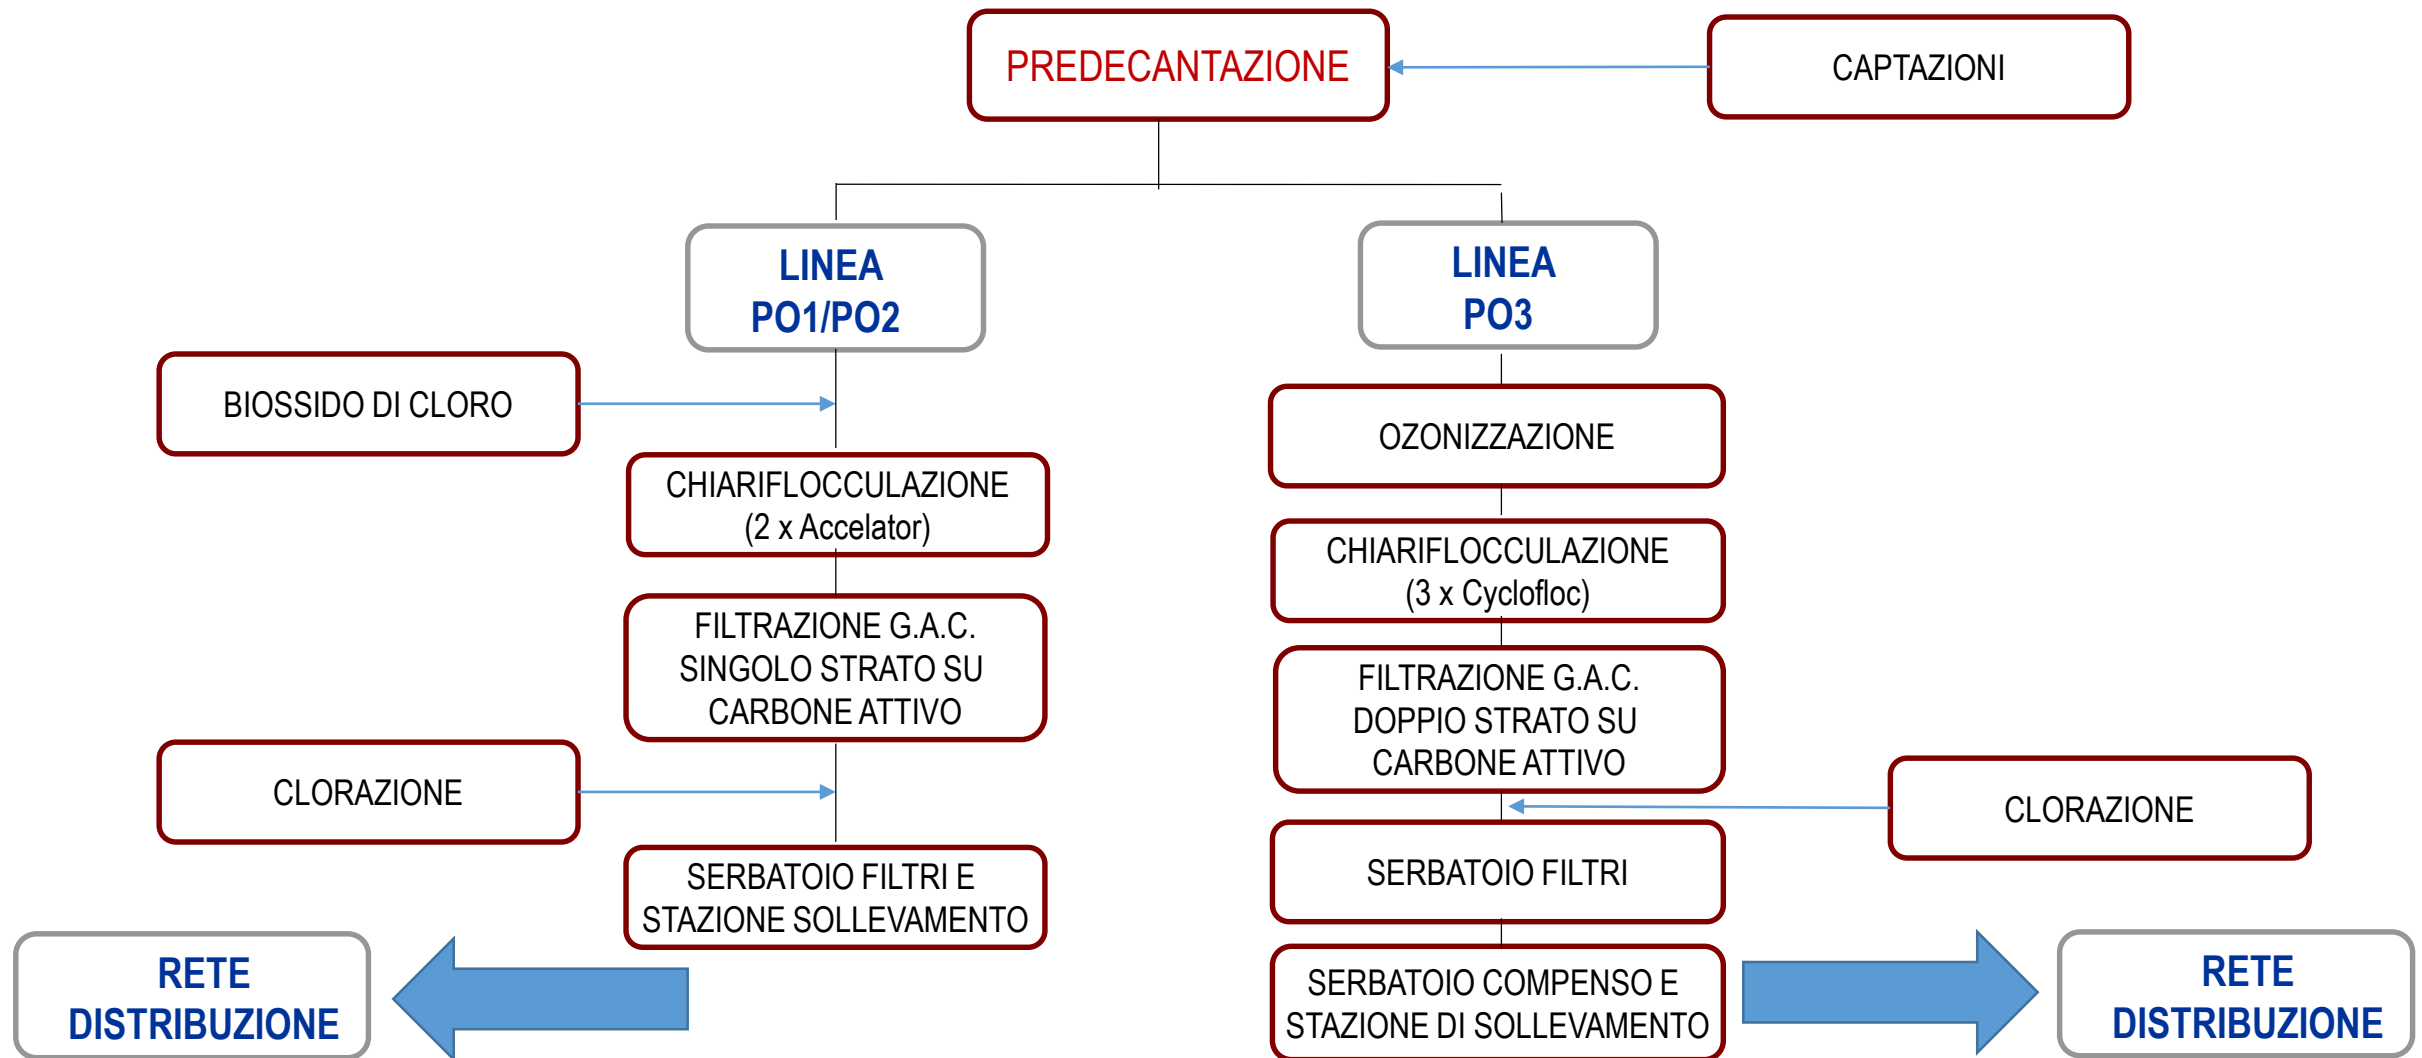 PREDECANTAZIONE
CAPTAZIONI
LINEA
PO1/PO2
LINEA
PO3
BIOSSIDO DI CLORO
OZONIZZAZIONE
CHIARIFLOCCULAZIONE
(2 x Accelator)
CHIARIFLOCCULAZIONE
(3 x Cyclofloc)
FILTRAZIONE G.A.C.
SINGOLO STRATO SU
CARBONE ATTIVO
FILTRAZIONE G.A.C.
DOPPIO STRATO SU
CARBONE ATTIVO
CLORAZIONE
CLORAZIONE
SERBATOIO FILTRI E
STAZIONE SOLLEVAMENTO
SERBATOIO FILTRI
RETE
DISTRIBUZIONE
SERBATOIO COMPENSO E
STAZIONE DI SOLLEVAMENTO
RETE
DISTRIBUZIONE